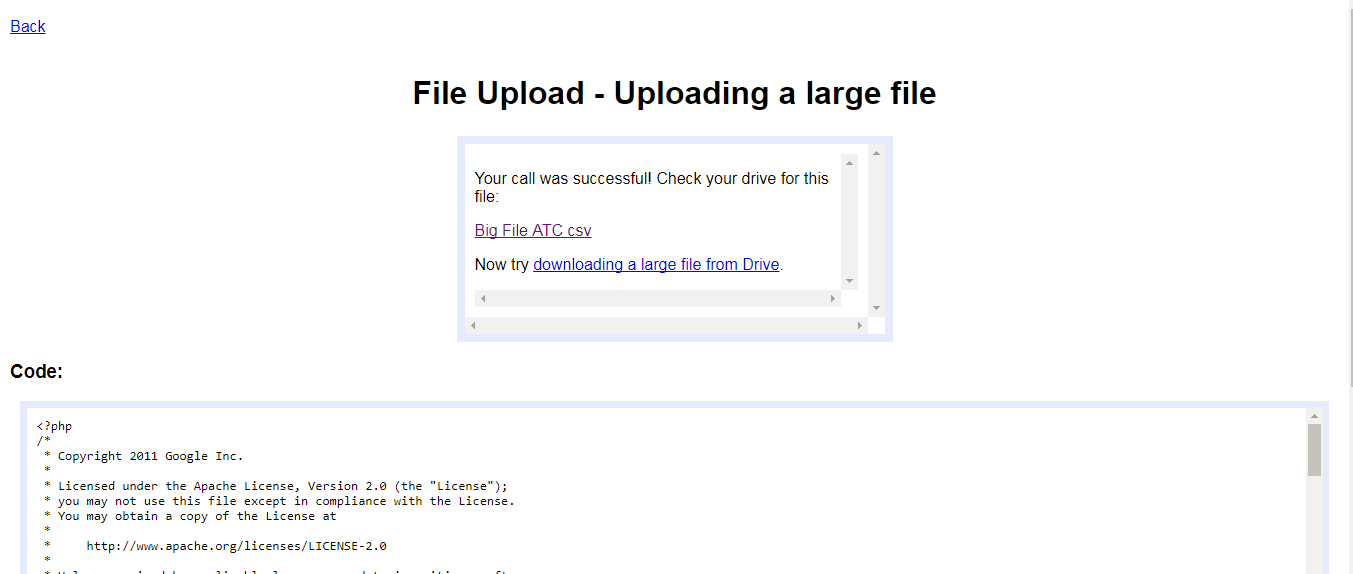 Back
File Upload - Uploading a large file
Your call was successful! Check your drive for this
file:
Big File ATC csv
Now try downloading a large file from Drive.
Code:
<?php
/*
 * Copyright 2011 Google Inc.
 *
 * Licensed under the Apache License, Version 2.0 (the "License");
 * you may not use this file except in compliance with the License.
 * You may obtain a copy of the License at
 *
 *     http://www.apache.org/licenses/LICENSE-2.0
 *